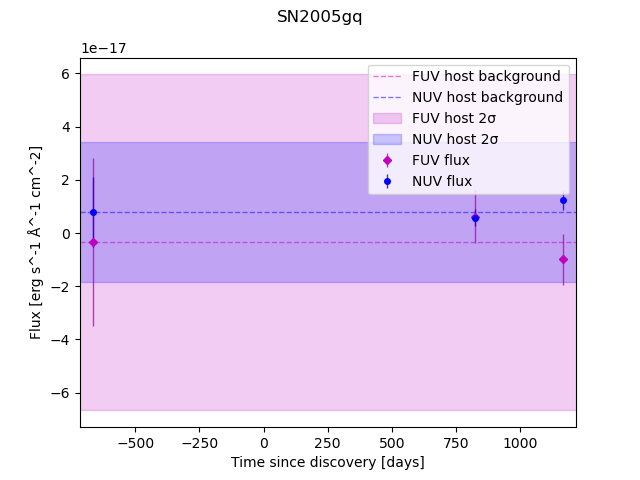 SN2005gq
1e−17
6
4
2
0
−2
−4
−6
Flux [erg s^-1 Å^-1 cm^-2]
FUV host background
NUV host background
FUV host 2σ
NUV host 2σ
FUV flux
NUV flux
−500 −250 0 250 500 750 1000
Time since discovery [days]